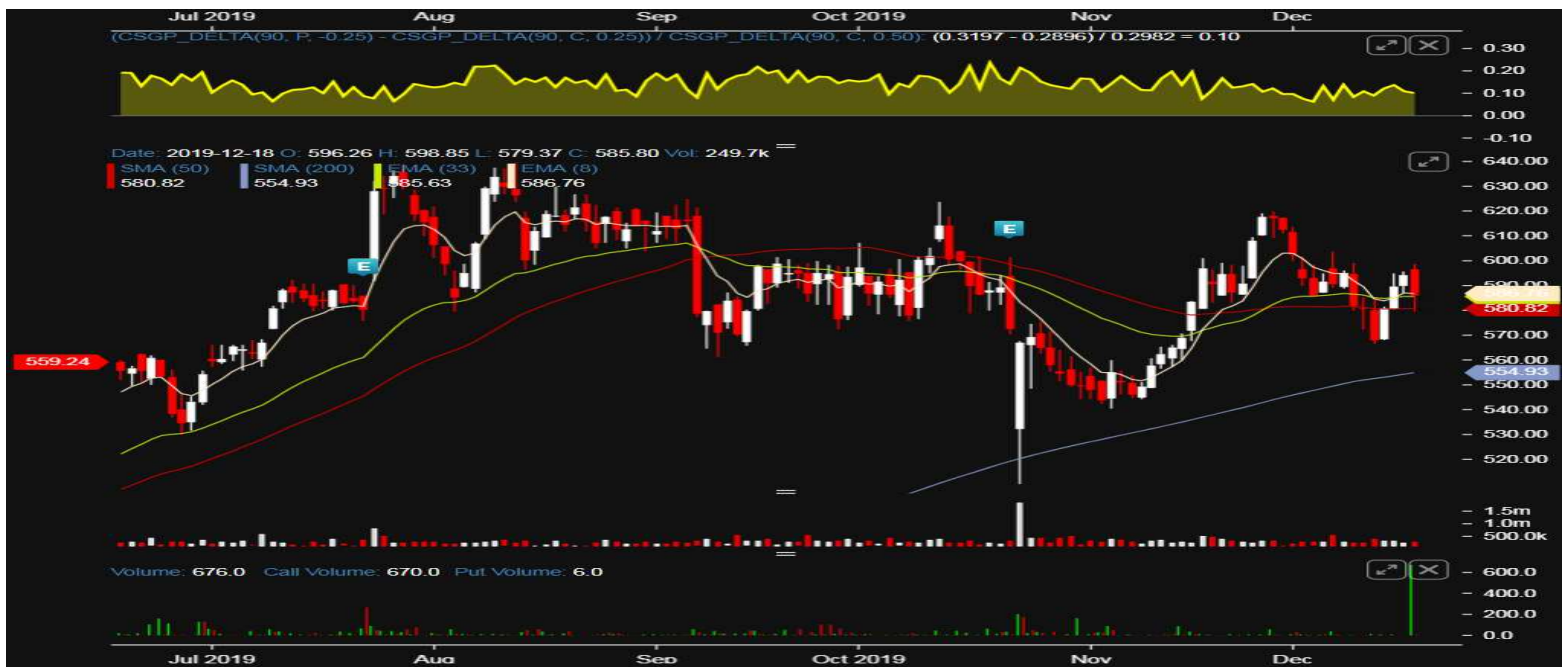 Jul 2019 Aug Sep Oct 2019 Nov Dec
(CSGP_DELTA(90, P, -0.25) - CSGP_DELTA(90, C, 0.25)) / CSGP_DELTA(90, C, 0.50): (0.3197 - 0.2896) / 0.2982 = 0.10
0.30
0.20
0.10
0.00
-0.10
Date: 2019-12-18 O: 596.26 H: 598.85 L: 579.37 C: 585.80 Vol: 249.7k
SMA (50) SMA (200) EMA (33) EMA (8)
580.82 554.93 585.63 586.76
640.00
630.00
620.00
E
610.00
E
600.00
590.00
580.82
570.00
559.24
560.00
554.93
550.00
540.00
530.00
520.00
1.5m
1.0m
500.0k
Volume: 676.0 Call Volume: 670.0 Put Volume: 6.0
600.0
400.0
200.0
0.0
Jul 2019 Aug Sep Oct 2019 Nov Dec